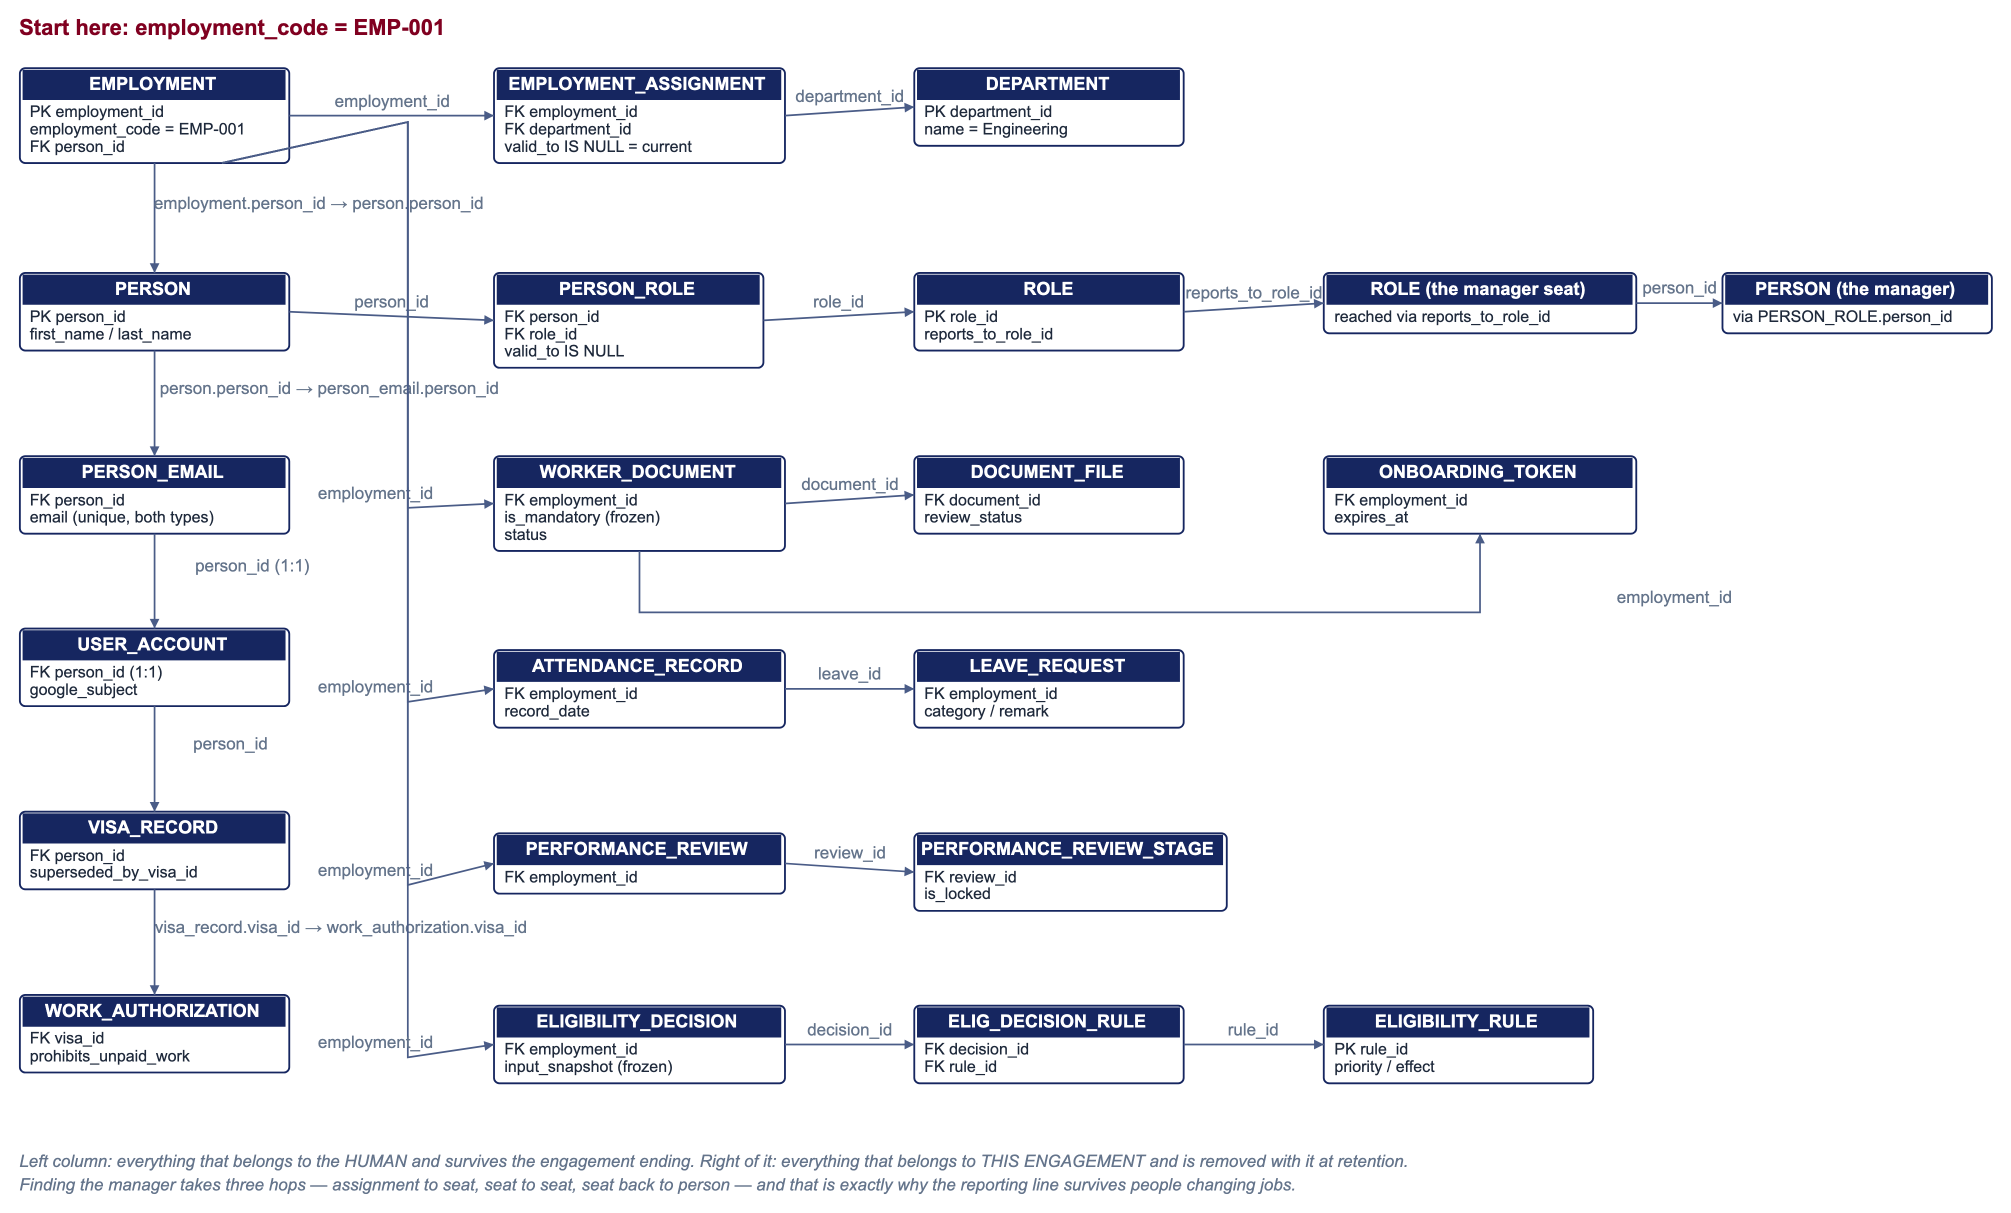 Start here: employment_code = EMP-001
EMPLOYMENT
PK employment_id
employment_code = EMP-001
FK person_id
employment_id
EMPLOYMENT_ASSIGNMENT
FK employment_id
FK department_id
valid_to IS NULL = current
department_id
DEPARTMENT
PK department_id
name = Engineering
employment.person_id → person.person_id
PERSON
PK person_id
first_name / last_name
person_id
PERSON_ROLE
FK person_id
FK role_id
valid_to IS NULL
role_id
ROLE
PK role_id
reports_to_role_id
reports_to_role_id
ROLE (the manager seat)
reached via reports_to_role_id
person_id
PERSON (the manager)
via PERSON_ROLE.person_id
person.person_id → person_email.person_id
PERSON_EMAIL
FK person_id
email (unique, both types)
employment_id
WORKER_DOCUMENT
FK employment_id
is_mandatory (frozen)
status
document_id
DOCUMENT_FILE
FK document_id
review_status
ONBOARDING_TOKEN
FK employment_id
expires_at
person_id (1:1)
employment_id
USER_ACCOUNT
FK person_id (1:1)
google_subject
employment_id
ATTENDANCE_RECORD
FK employment_id
record_date
leave_id
LEAVE_REQUEST
FK employment_id
category / remark
person_id
VISA_RECORD
FK person_id
superseded_by_visa_id
employment_id
PERFORMANCE_REVIEW
FK employment_id
review_id
PERFORMANCE_REVIEW_STAGE
FK review_id
is_locked
visa_record.visa_id → work_authorization.visa_id
WORK_AUTHORIZATION
FK visa_id
prohibits_unpaid_work
employment_id
ELIGIBILITY_DECISION
FK employment_id
input_snapshot (frozen)
decision_id
ELIG_DECISION_RULE
FK decision_id
FK rule_id
rule_id
ELIGIBILITY_RULE
PK rule_id
priority / effect
Left column: everything that belongs to the HUMAN and survives the engagement ending. Right of it: everything that belongs to THIS ENGAGEMENT and is removed with it at retention.
Finding the manager takes three hops — assignment to seat, seat to seat, seat back to person — and that is exactly why the reporting line survives people changing jobs.